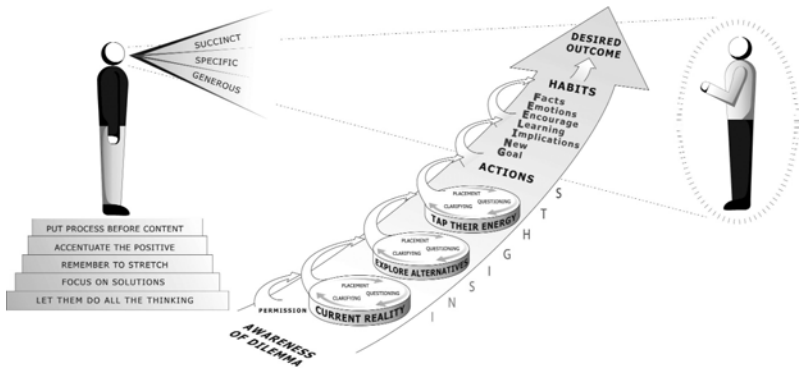 SUCCINCT
SPECIFIC
GENEROUS
PUT PROCESS BEFORE CONTENT
ACCENTUATE THE POSITIVE
REMEMBER TO STRETCH
FOCUS ON SOLUTIONS
LET THEM DO ALL THE THINKING
DESIRED
OUTCOME
HABITS
Facts
Emotions
Encourage
Learning
Implications
New
Goal
ACTIONS
PLACEMENT
QUESTIONING
CLARIFYING
TAP THEIR ENERGY
PLACEMENT
QUESTIONING
CLARIFYING
EXPLORE ALTERNATIVES
PLACEMENT
QUESTIONING
CLARIFYING
CURRENT REALITY
PERMISSION
AWARENESS
OF DILEMMA
INSIGHTS